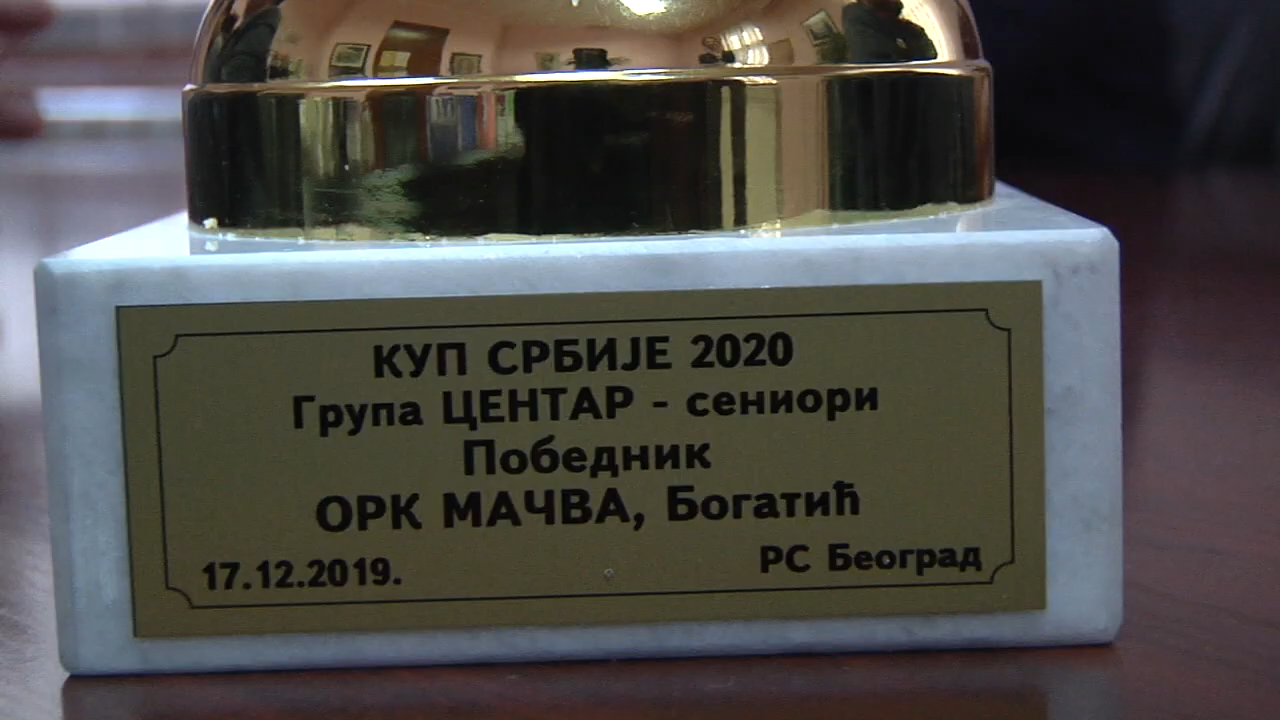 КУП СРБИЈЕ 2020
Група ЦЕНТАР - сениори
Победник
ОРК МАЧВА, Богатић
17.12.2019. РС Београд